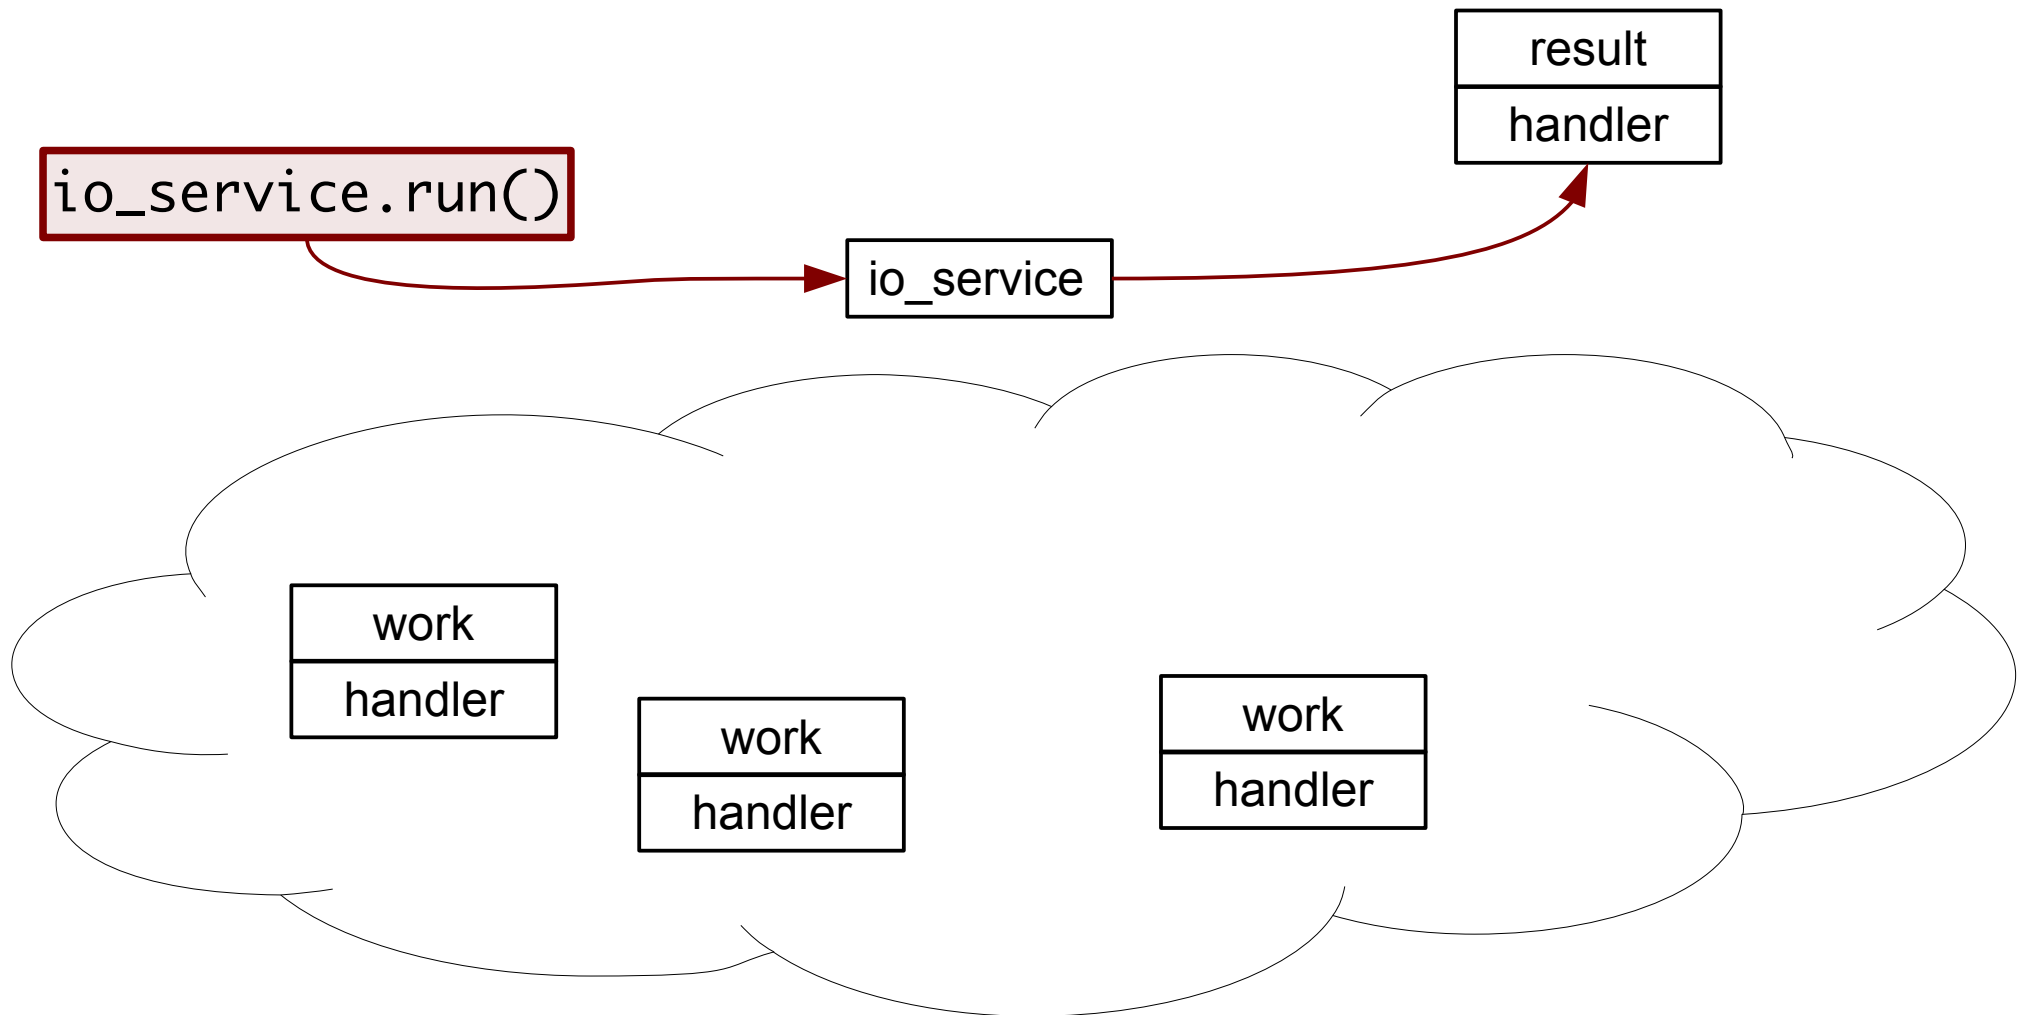 result
handler
io_service.run()
io_service
work
handler
work
handler
work
handler